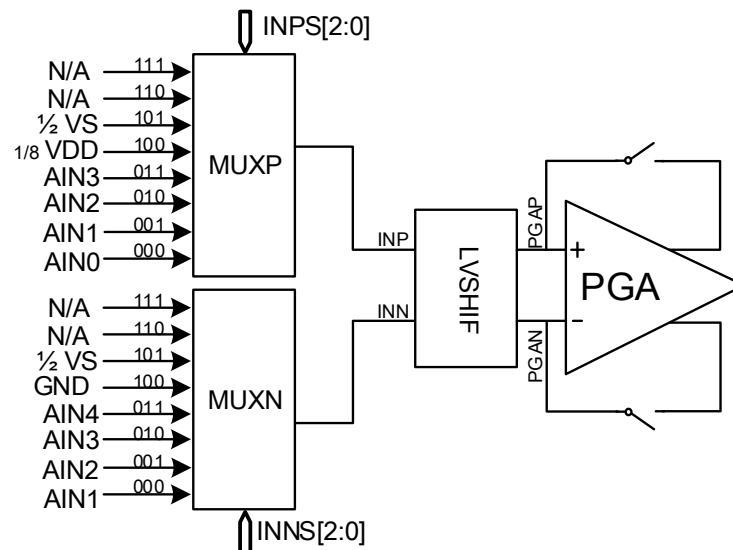 INPS[2:0]
N/A 111
N/A 110
½ VS 101
1/8 VDD 100
AIN3 011
AIN2 010
AIN1 001
AIN0 000
MUXP
INP
INN
LVSHIF
PGAP
PGAN
+
PGA
-
N/A 111
N/A 110
½ VS 101
GND 100
AIN4 011
AIN3 010
AIN2 001
AIN1 000
MUXN
INNS[2:0]